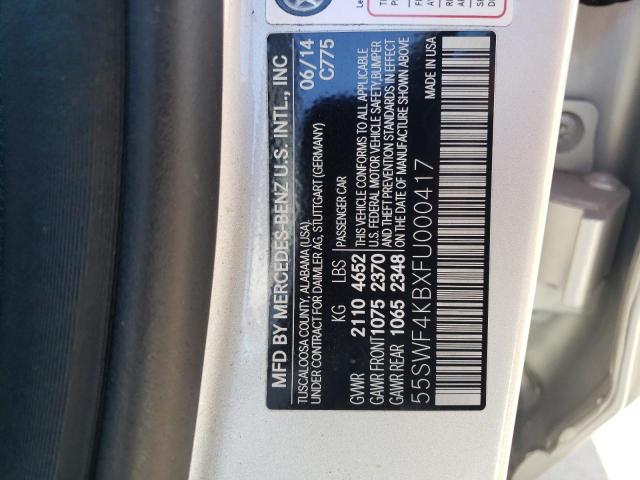 MFD BY MERCEDES-BENZ U.S. INTL., INC
TUSCALOOSA COUNTY, ALABAMA (USA)
UNDER CONTRACT FOR DAIMLER AG, STUTTGART (GERMANY)
06/14
C775
KG LBS
GVWR 2110 4652
GAWR FRONT 1075 2370
GAWR REAR 1065 2348
PASSENGER CAR
THIS VEHICLE CONFORMS TO ALL APPLICABLE
U.S. FEDERAL MOTOR VEHICLE SAFETY, BUMPER
AND THEFT PREVENTION STANDARDS IN EFFECT
ON THE DATE OF MANUFACTURE SHOWN ABOVE
55SWF4KBXFU000417
MADE IN USA